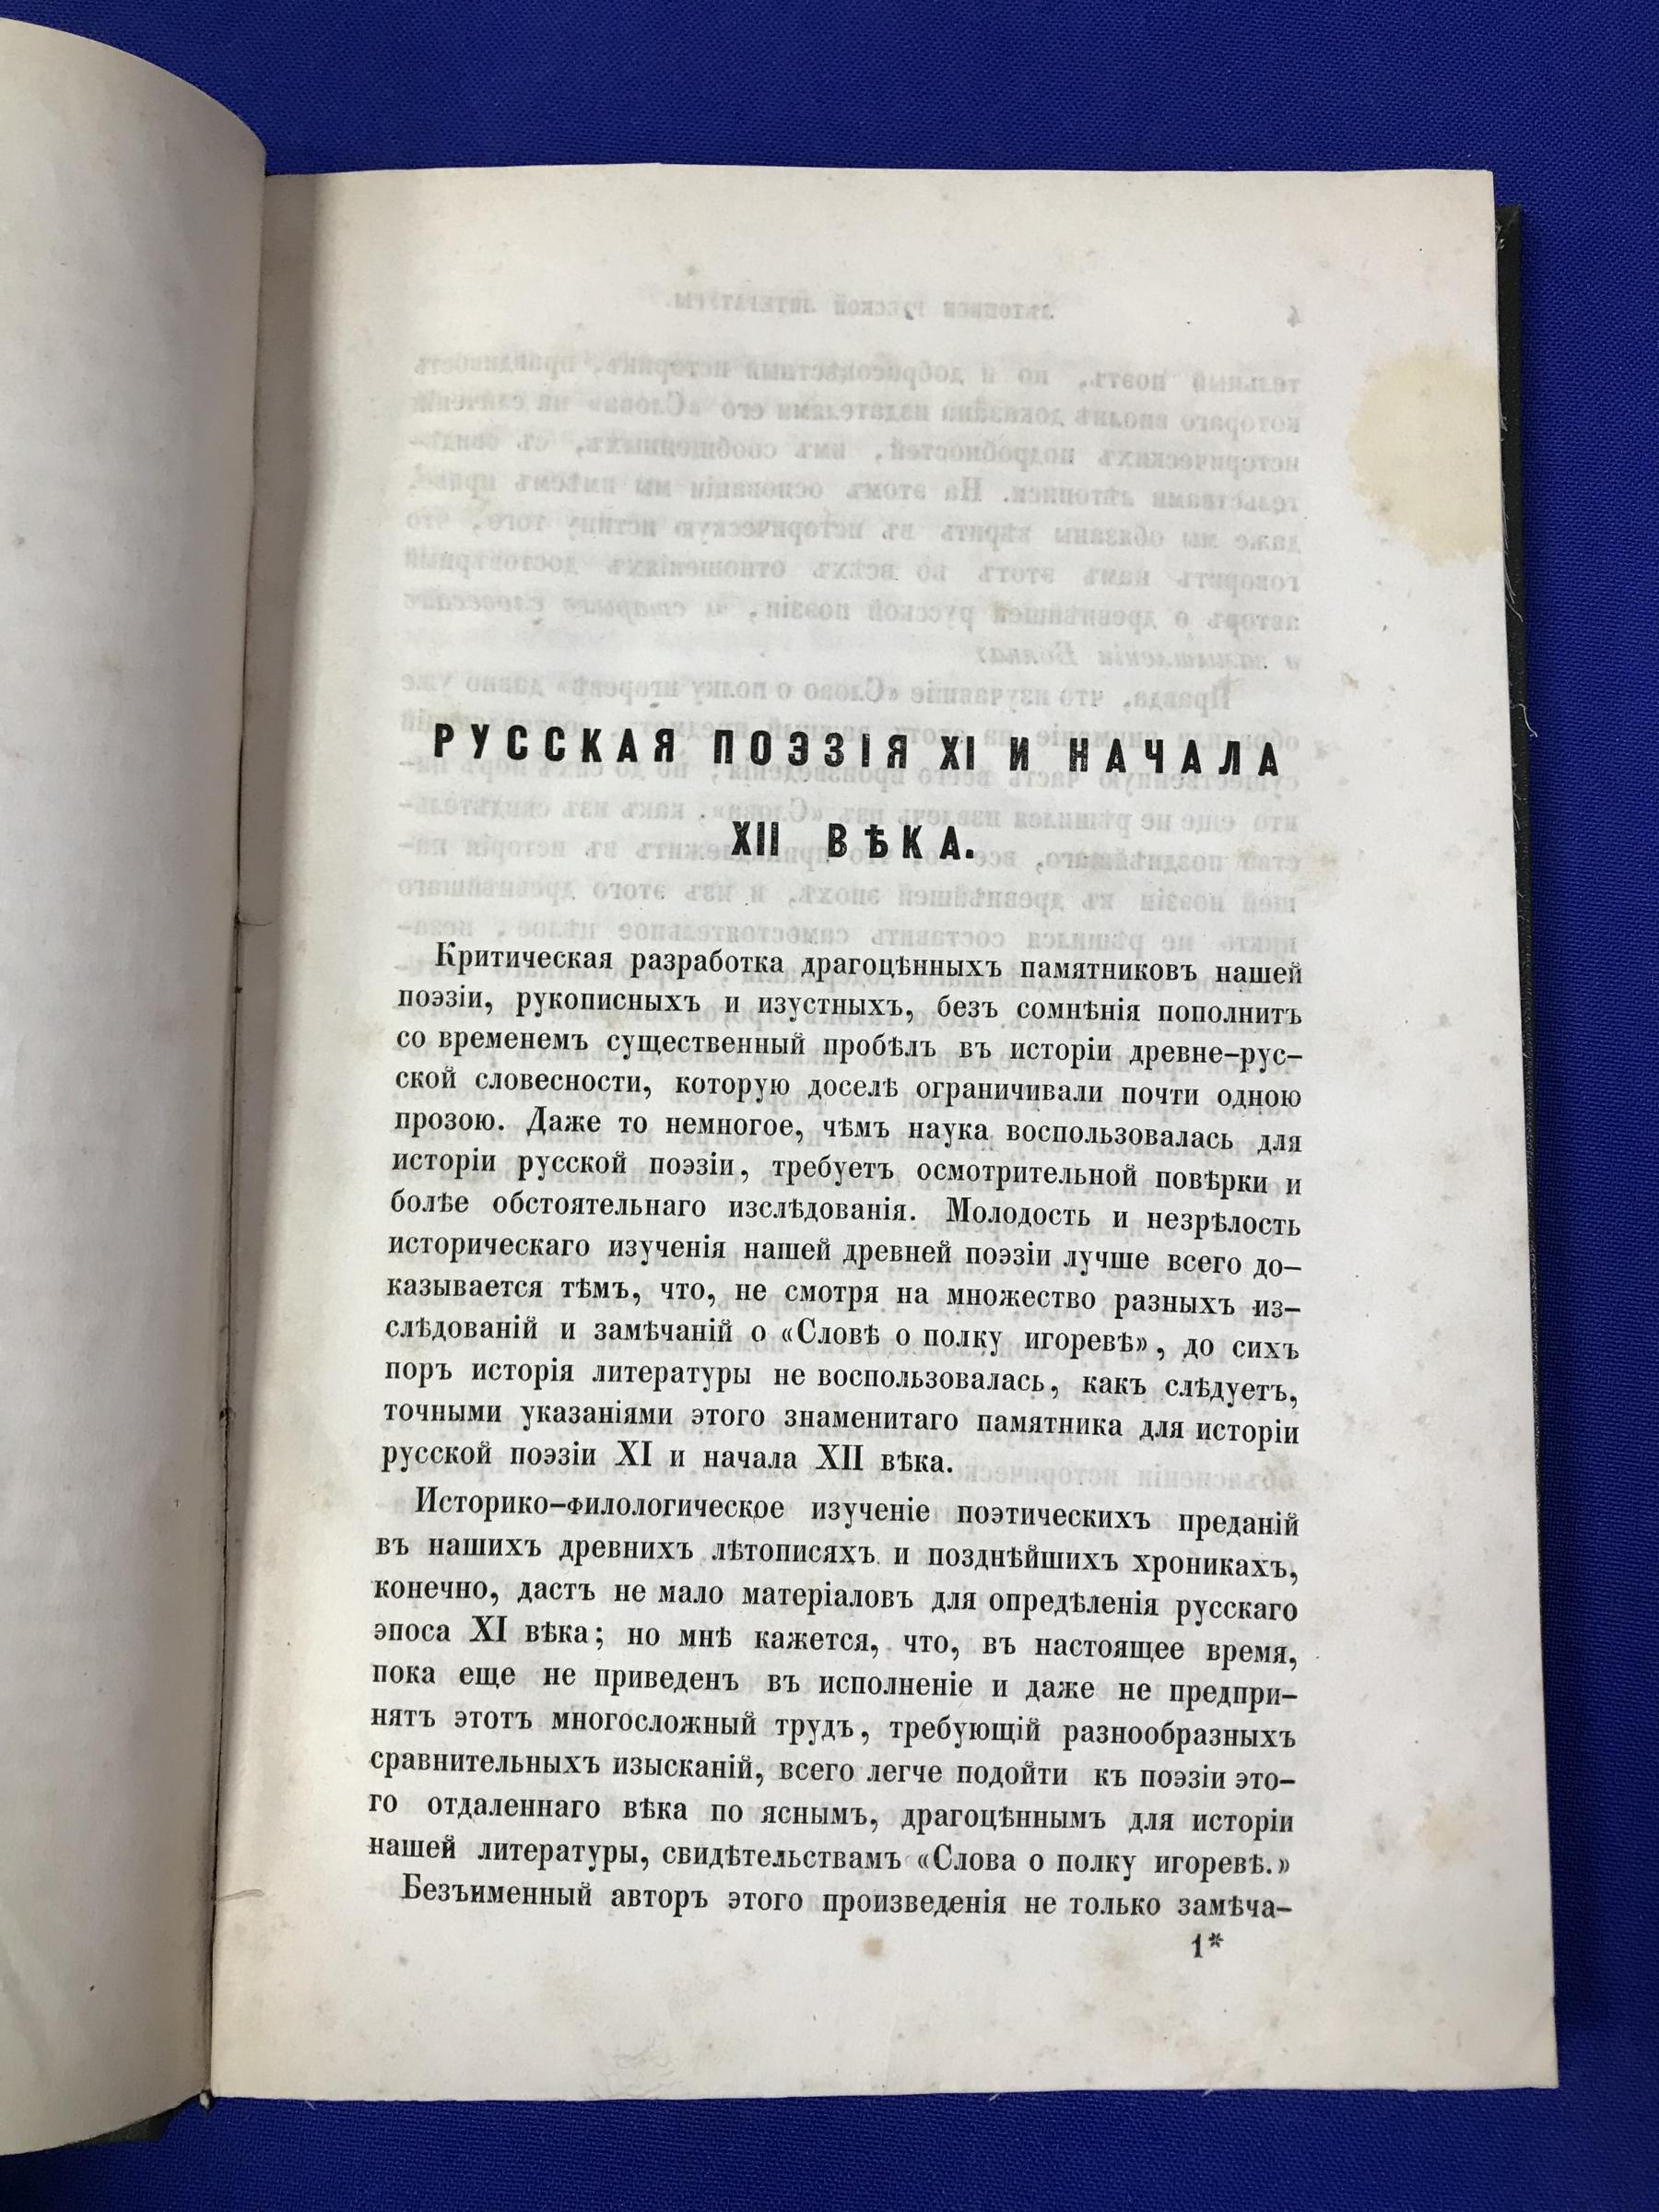 РУССКАЯ ПОЭЗІЯ XI И НАЧАЛА
XII ВѢКА.
Критическая разработка драгоцѣнныхъ памятниковъ нашей
поэзіи, рукописныхъ и изустныхъ, безъ сомнѣнія пополнитъ
со временемъ существенный пробѣлъ въ исторіи древне-рус-
ской словесности, которую доселѣ ограничивали почти одною
прозою. Даже то немногое, чѣмъ наука воспользовалась для
исторіи русской поэзіи, требуетъ осмотрительной повѣрки и
болѣе обстоятельнаго изслѣдованія. Молодость и незрѣлость
историческаго изученія нашей древней поэзіи лучше всего до-
казывается тѣмъ, что, не смотря на множество разныхъ из-
слѣдованій и замѣчаній о «Словѣ о полку игоревѣ», до сихъ
поръ исторія литературы не воспользовалась, какъ слѣдуетъ,
точными указаніями этого знаменитаго памятника для исторіи
русской поэзіи XI и начала XII вѣка.
Историко-филологическое изученіе поэтическихъ преданій
въ нашихъ древнихъ лѣтописяхъ и позднѣйшихъ хроникахъ,
конечно, дастъ не мало матеріаловъ для опредѣленія русскаго
эпоса XI вѣка; но мнѣ кажется, что, въ настоящее время,
пока еще не приведенъ въ исполненіе и даже не предпри-
нятъ этотъ многосложный трудъ, требующій разнообразныхъ
сравнительныхъ изысканій, всего легче подойти къ поэзіи это-
го отдаленнаго вѣка по яснымъ, драгоцѣннымъ для исторіи
нашей литературы, свидѣтельствамъ «Слова о полку игоревѣ.»
Безъименный авторъ этого произведенія не только замѣча-
1*